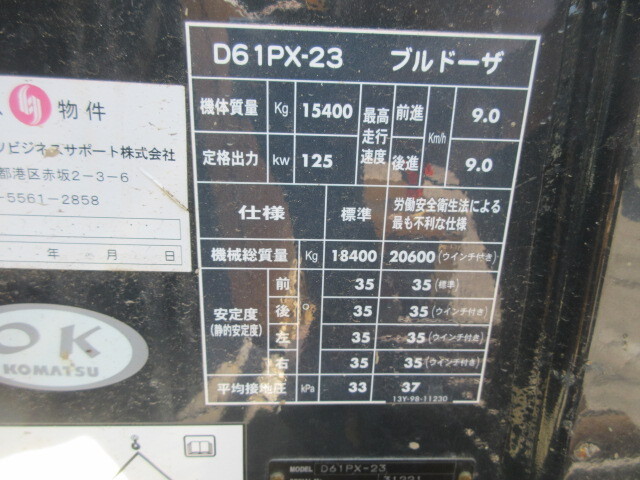 D61PX-23 ブルドーザ
機体質量 Kg 15400 最高走行速度 前進 Km/h 9.0
定格出力 kw 125 後進 9.0
仕様 標準 労働安全衛生法による最も不利な仕様
機械総質量 Kg 18400 20600 (ウインチ付き)
安定度 (静的安定度) 前 ° 35 35 (標準)
後 35 35 (ウインチ付き)
左 35 35 (ウインチ付き)
右 35 35 (ウインチ付き)
平均接地圧 kPa 33 37
13Y-98-11230
物件
ビジネスサポート株式会社
都港区赤坂2-3-6
-5561-2858
年 月 日
OK
KOMATSU
MODEL D61PX-23